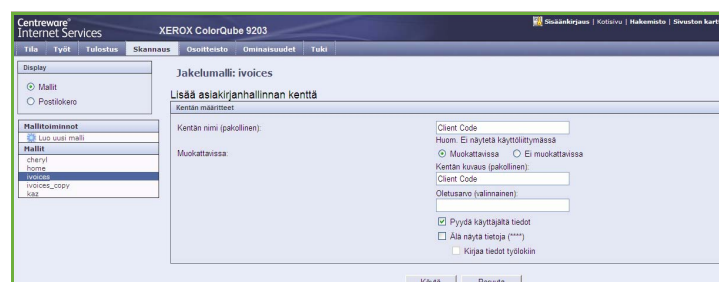 Centreware®
Internet Services
XEROX ColorQube 9203
Sisäänkirjaus | Kotisivu | Hakemisto | Sivuston
Tila Työt Tulostus Skannaus Osoitteisto Ominaisuudet Tuki
Display
Mallit
Postilokero
Mallitoiminnot
Luo uusi malli
Mallit
cheryl
home
ivoices
ivoices_copy
kaz
Jakelumalli: ivoices
Lisää asiakirjanhallinnan kenttä
Kentän määritteet
Kentän nimi (pakollinen):
Client Code
Huom. Ei näytetä käyttöliittymässä
Muokattavissa:
Muokattavissa Ei muokattavissa
Kentän kuvaus (pakollinen):
Client Code
Oletusarvo (valinnainen):
Pyydä käyttäjältä tiedot
Älä näytä tietoja (****)
Kirjaa tiedot työlokiin